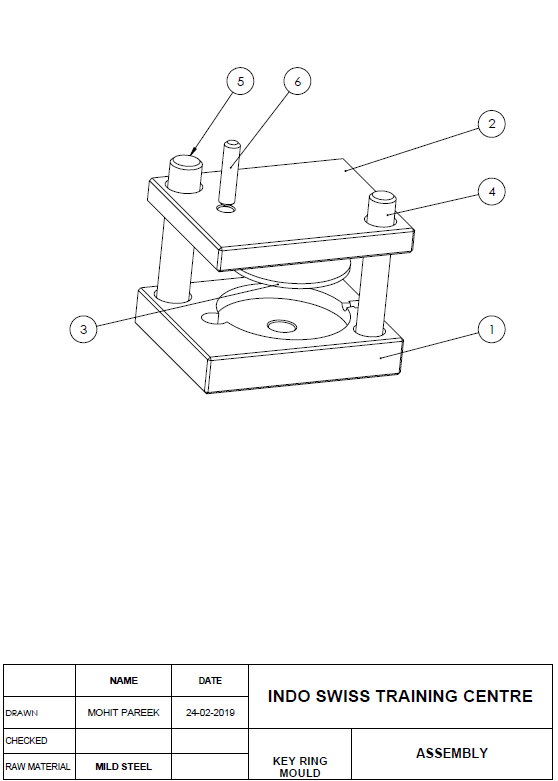 5 6
2
4
3
1
NAME DATE
INDO SWISS TRAINING CENTRE
DRAWN MOHIT PAREEK 24-02-2019
CHECKED
KEY RING
MOULD
ASSEMBLY
RAW MATERIAL MILD STEEL